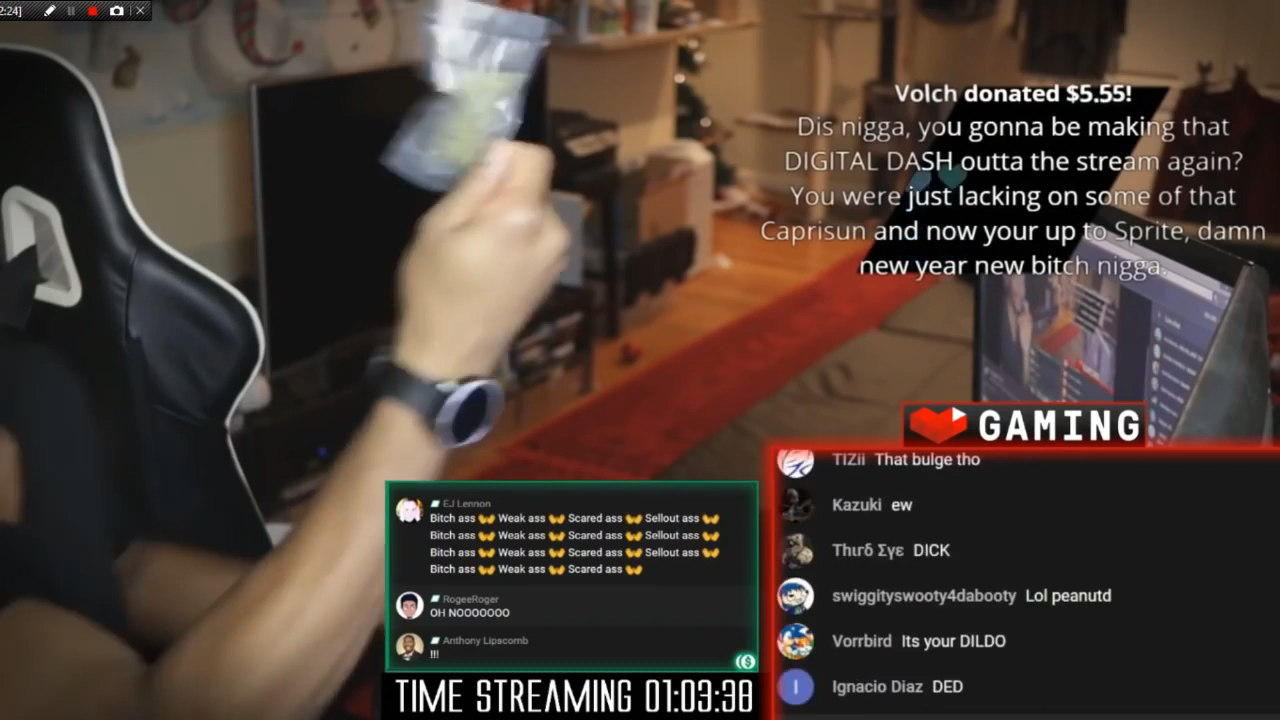 2:24]
Volch donated $5.55!
Dis nigga, you gonna be making that
DIGITAL DASH outta the stream again?
You were just lacking on some of that
Caprisun and now your up to Sprite, damn
new year new bitch nigga.
GAMING
TIZii That bulge tho
Kazuki ew
Thιrδ Σγε DICK
swiggityswooty4dabooty Lol peanutd
Vorrbird Its your DILDO
I Ignacio Diaz DED
EJ Lennon
Bitch ass 👐 Weak ass 👐 Scared ass 👐 Sellout ass 👐
Bitch ass 👐 Weak ass 👐 Scared ass 👐 Sellout ass 👐
Bitch ass 👐 Weak ass 👐 Scared ass 👐 Sellout ass 👐
Bitch ass 👐 Weak ass 👐 Scared ass 👐
RogeeRoger
OH NOOOOOOO
Anthony Lipscomb
!!!
$
TIME STREAMING 01:03:38